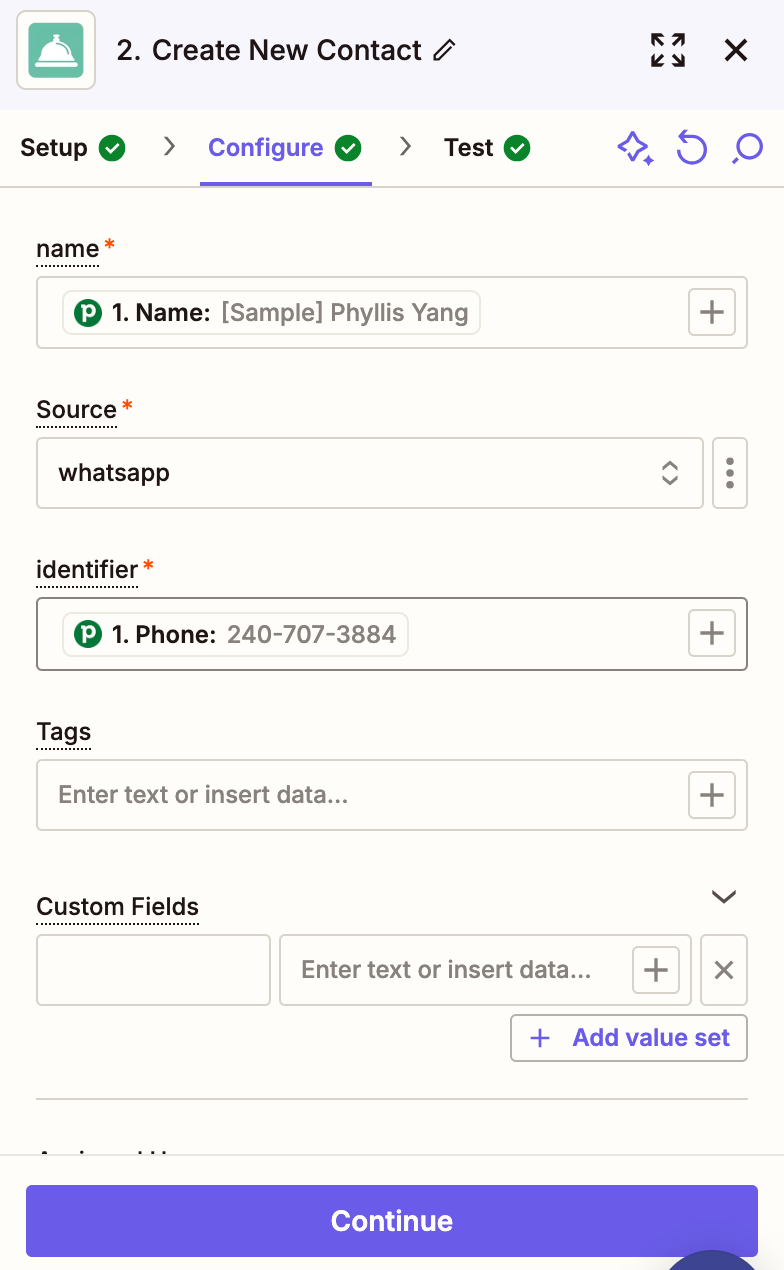 2. Create New Contact
Setup Configure Test
name *
p 1. Name: [Sample] Phyllis Yang
Source *
whatsapp
identifier *
p 1. Phone: 240-707-3884
Tags
Enter text or insert data...
Custom Fields
Enter text or insert data...
Add value set
Continue